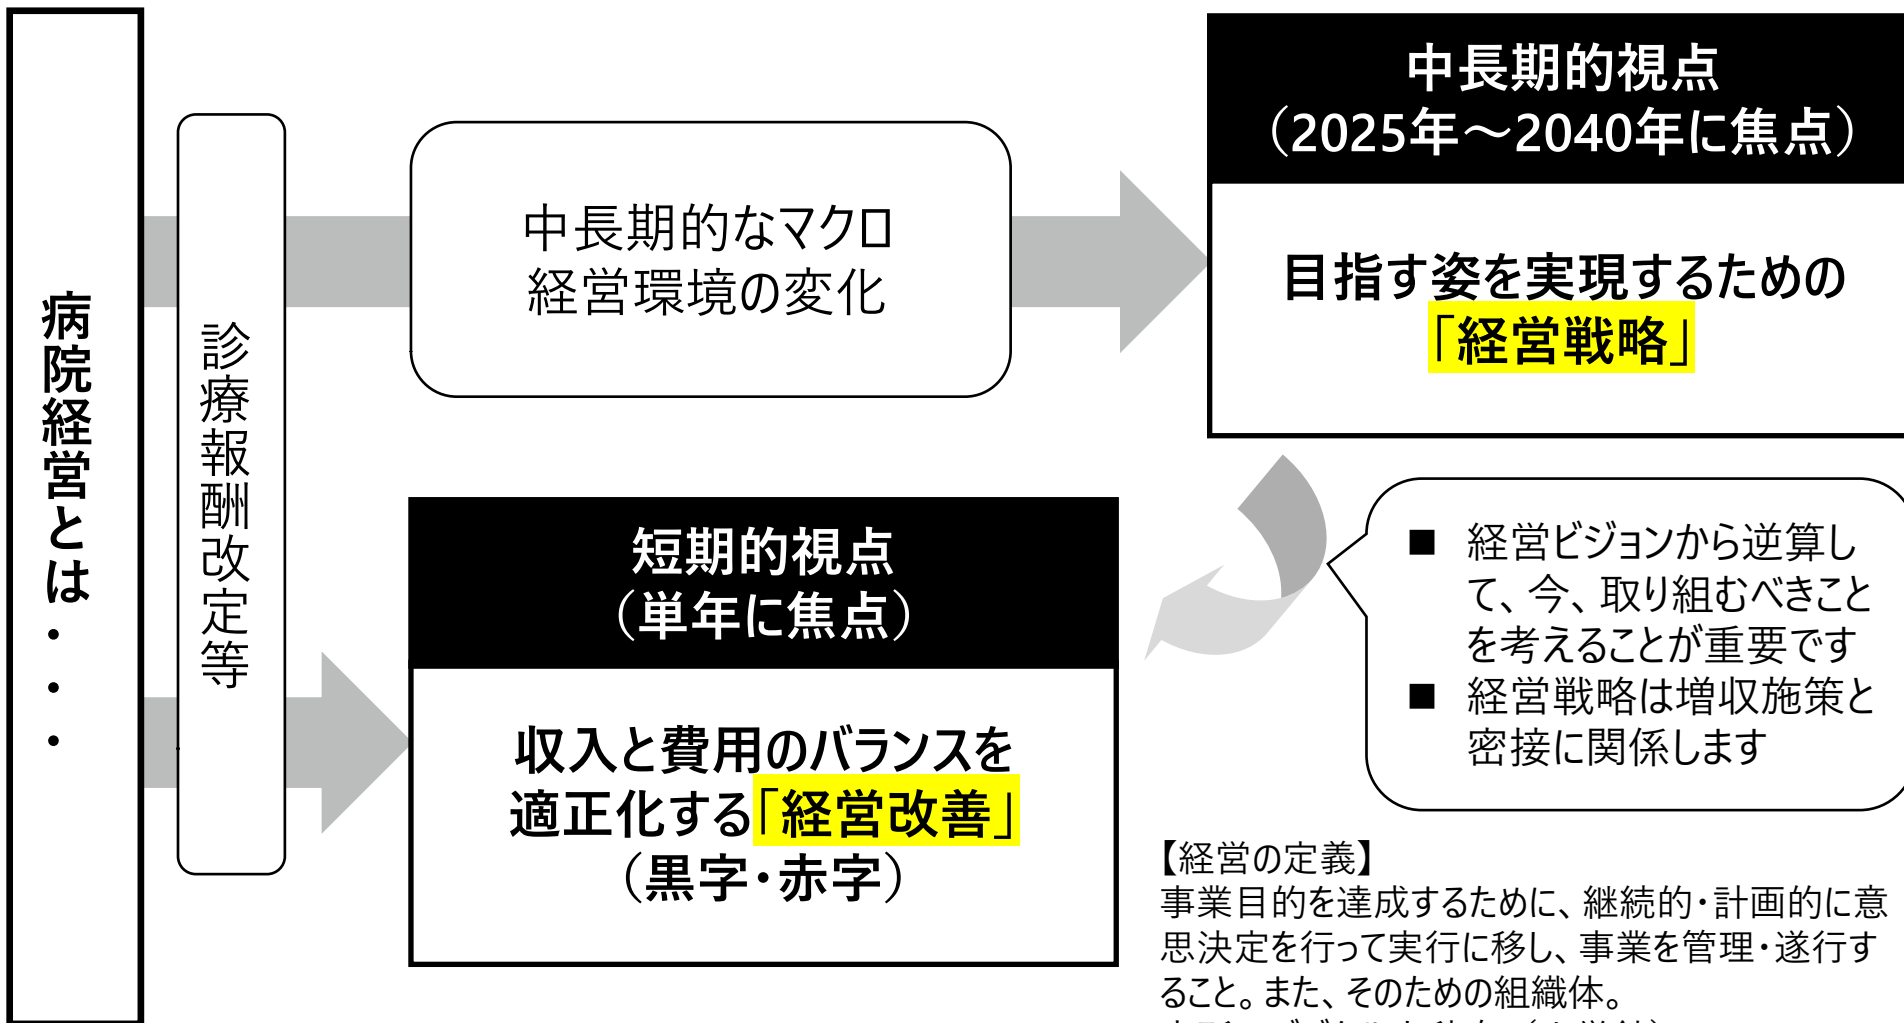 病院経営とは・・・
診療報酬改定等
中長期的なマクロ
経営環境の変化
中長期的視点
（2025年～2040年に焦点）
目指す姿を実現するための
「経営戦略」
短期的視点
（単年に焦点）
収入と費用のバランスを
適正化する「経営改善」
（黒字・赤字）
■ 経営ビジョンから逆算し
て、今、取り組むべきこと
を考えることが重要です
■ 経営戦略は増収施策と
密接に関係します
【経営の定義】
事業目的を達成するために、継続的・計画的に意
思決定を行って実行に移し、事業を管理・遂行す
ること。また、そのための組織体。